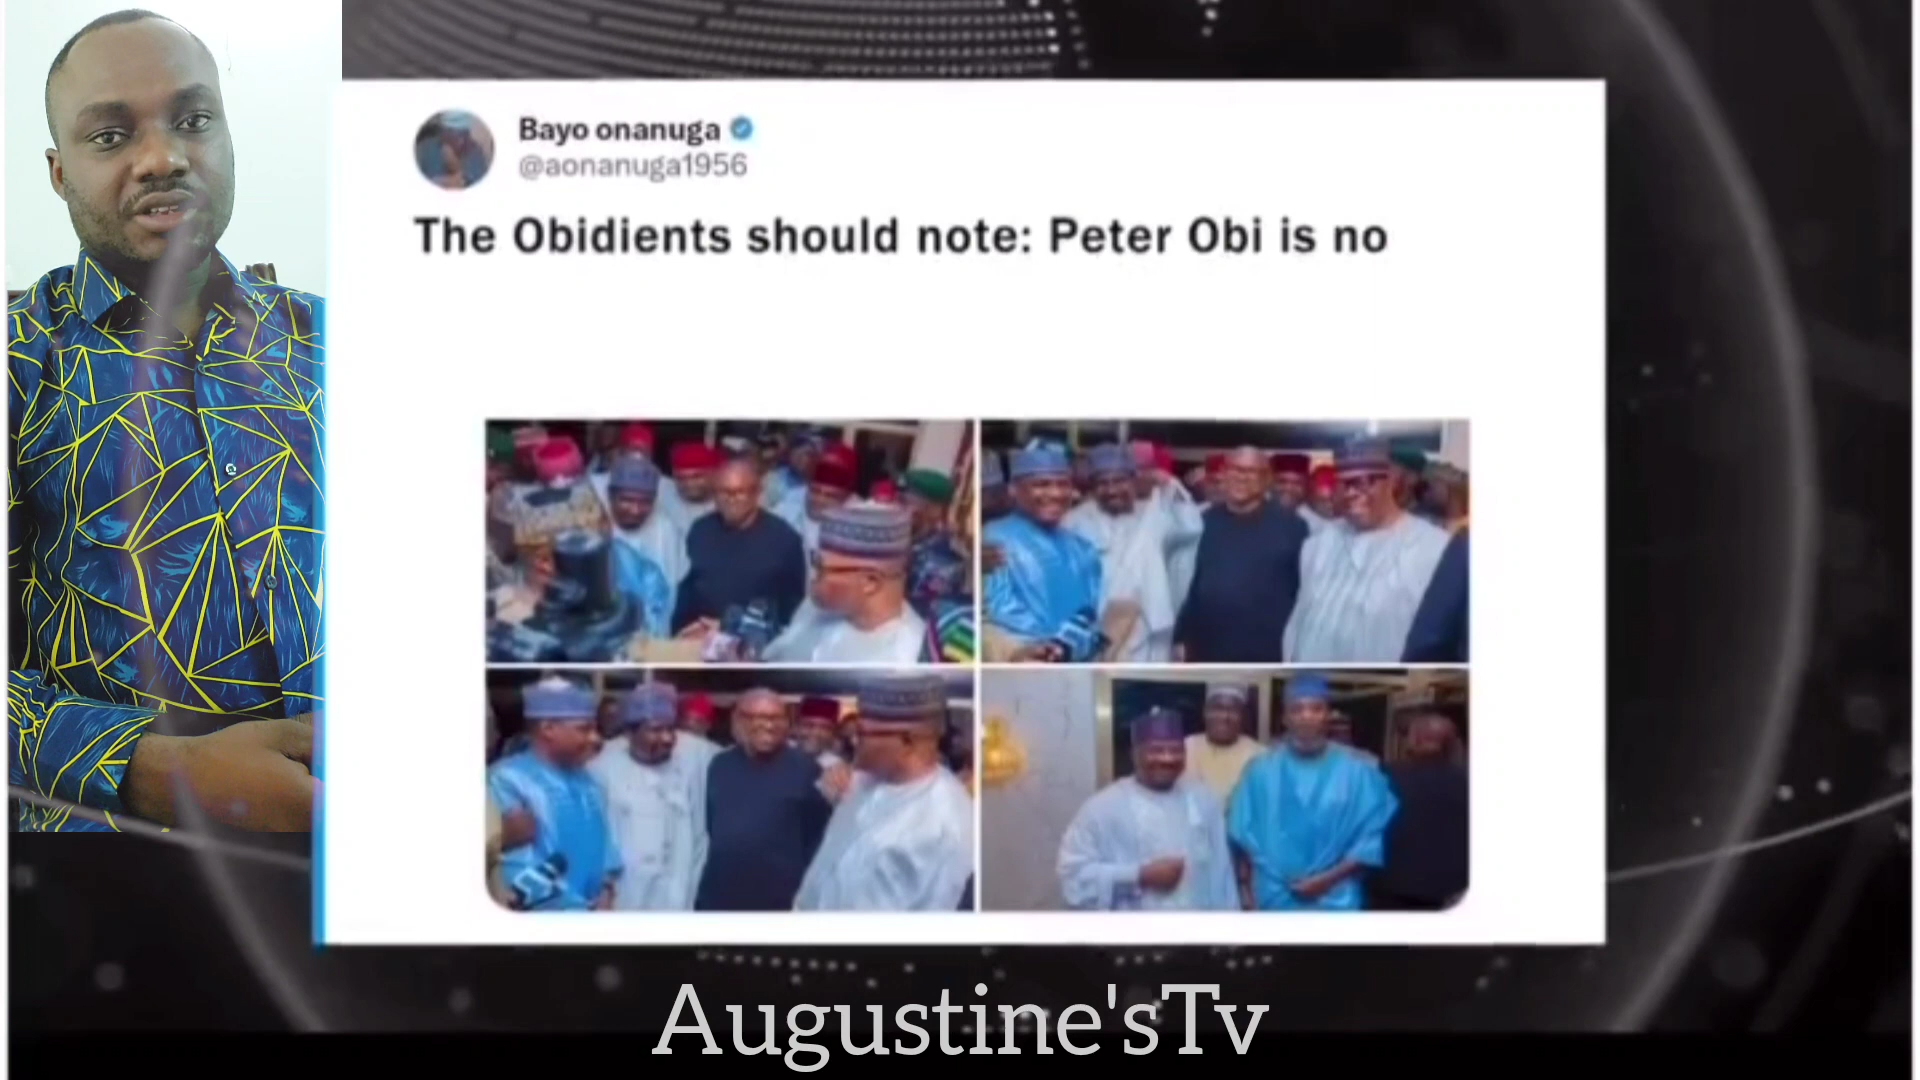 Bayo onanuga
@aonanuga1956
The Obidients should note: Peter Obi is no
Augustine'sTv